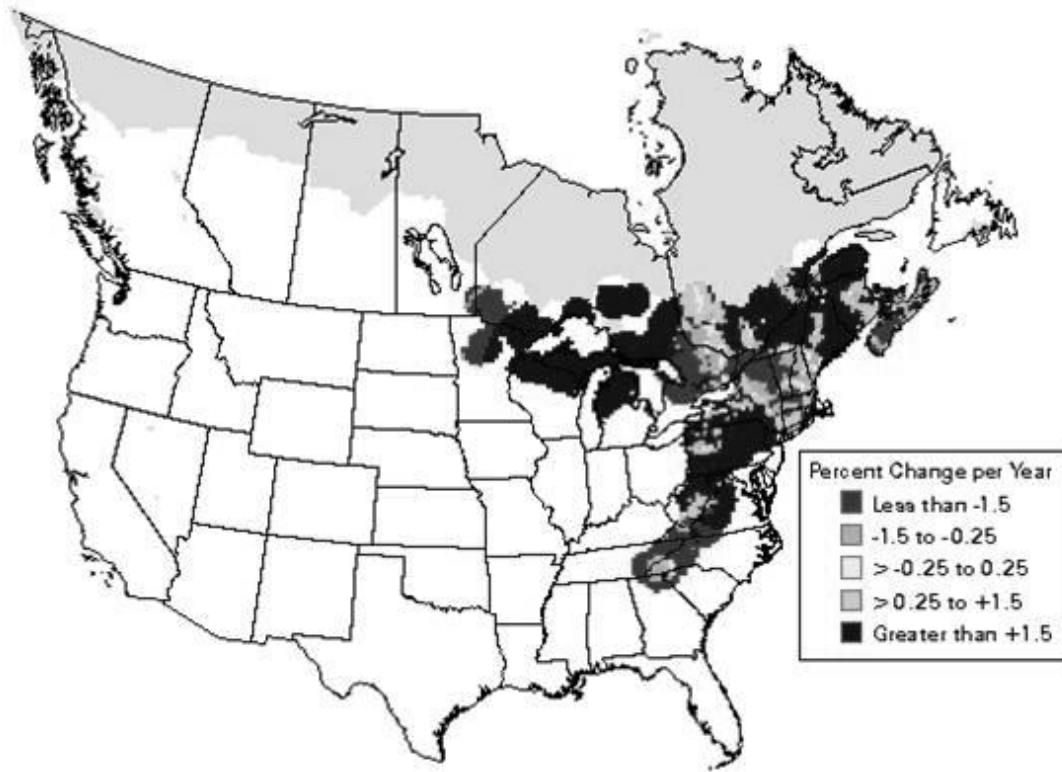 Percent Change per Year
Less than -1.5
-1.5 to -0.25
> -0.25 to 0.25
> 0.25 to +1.5
Greater than +1.5